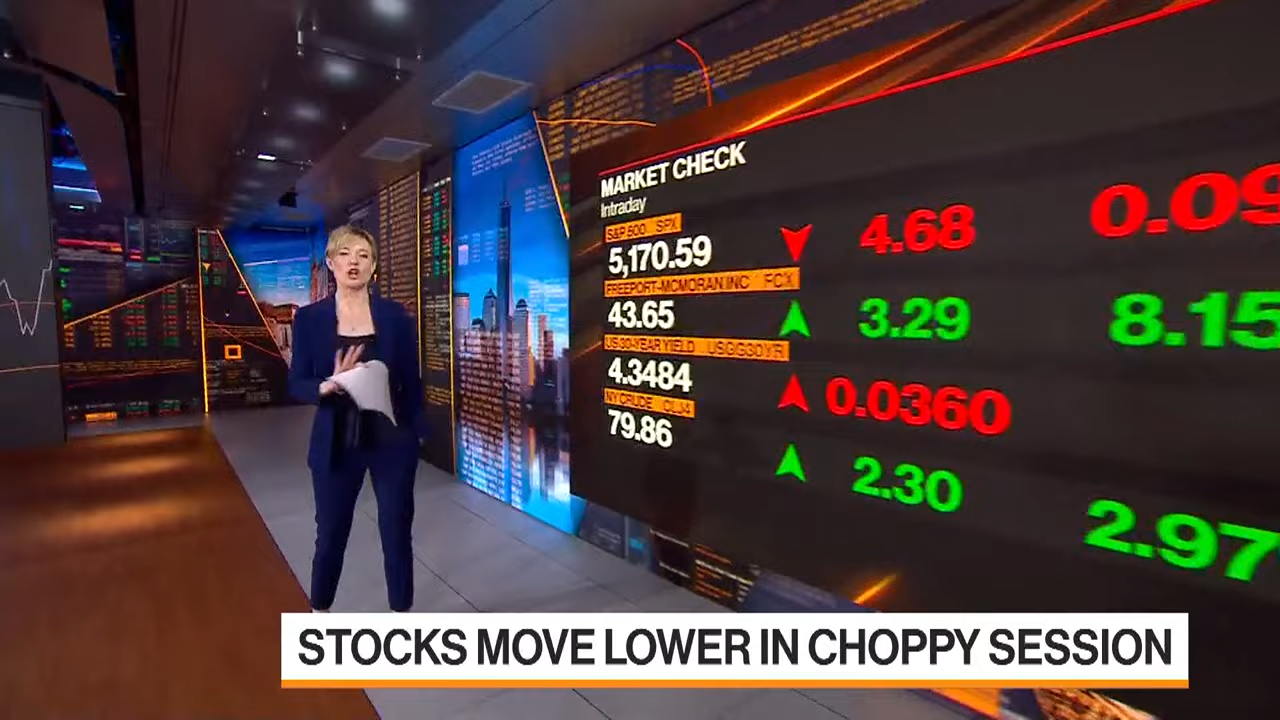 MARKET CHECK
Intraday
S&P 500 SPX
5,170.59 4.68 0.09
FREEPORT-MCMORAN INC FCX
43.65 3.29 8.15
US 30-YEAR YIELD USGG30YR
4.3484 0.0360
NY CRUDE CLJ4
79.86 2.30 2.97
STOCKS MOVE LOWER IN CHOPPY SESSION